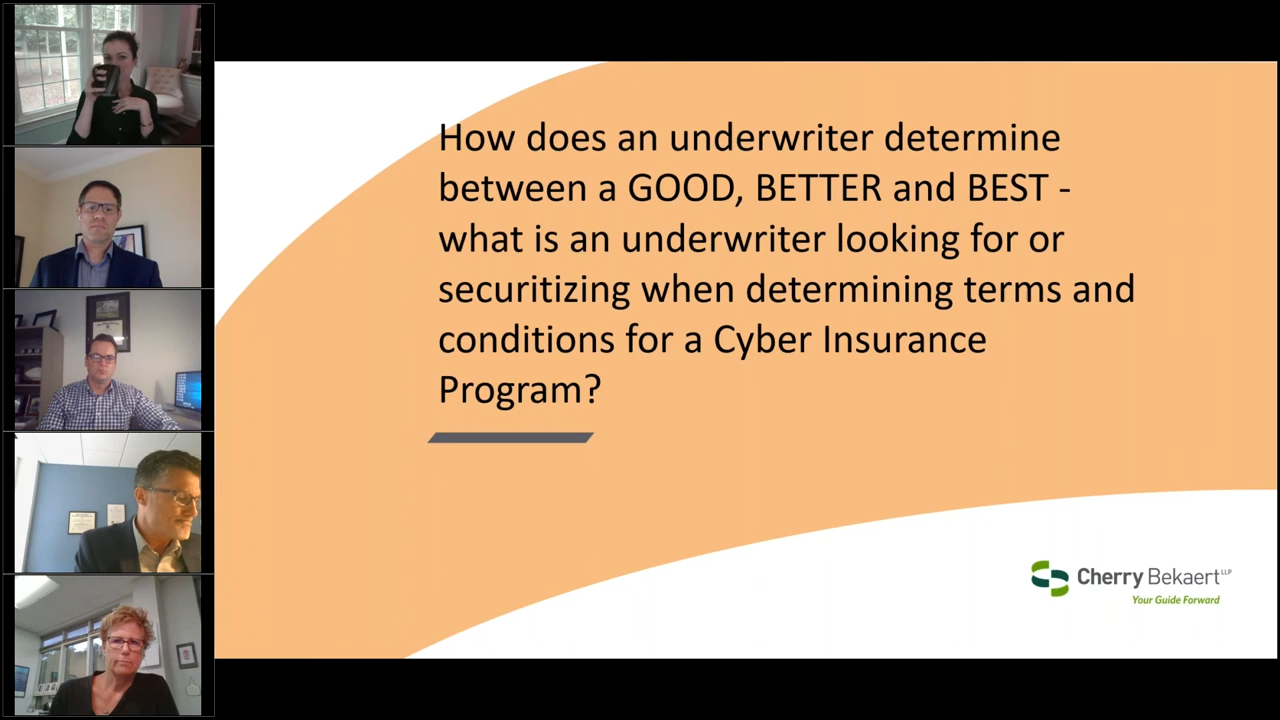 How does an underwriter determine
between a GOOD, BETTER and BEST -
what is an underwriter looking for or
securitizing when determining terms and
conditions for a Cyber Insurance
Program?
Cherry Bekaert LLP
Your Guide Forward